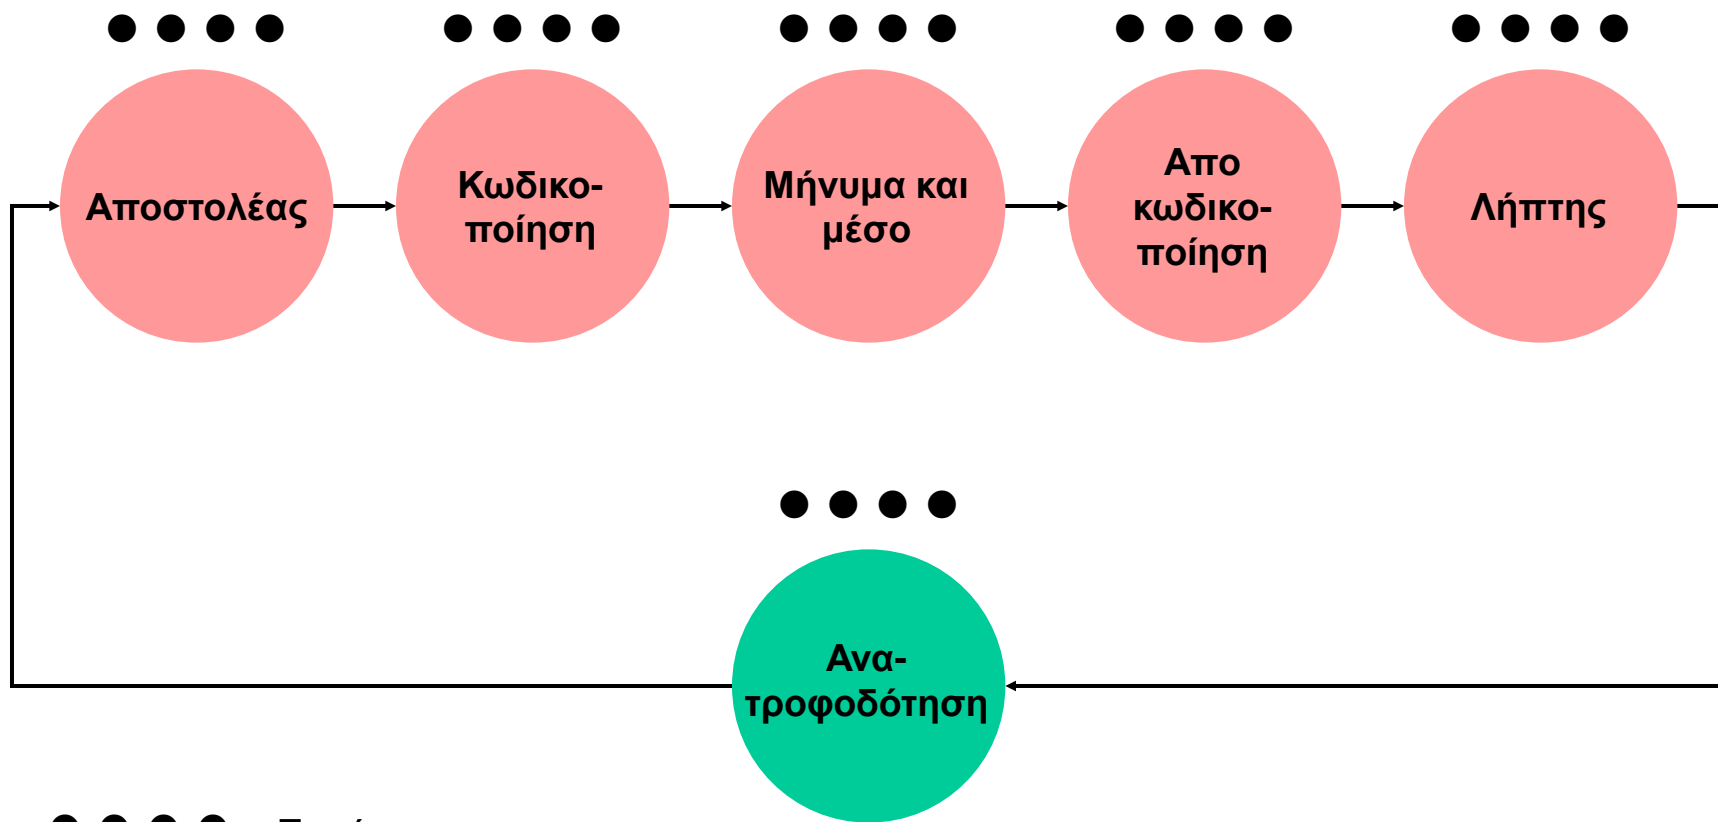 Αποστολέας
Κωδικο-
ποίηση
Μήνυμα και
μέσο
Απο
κωδικο-
ποίηση
Λήπτης
Ανα-
τροφοδότηση